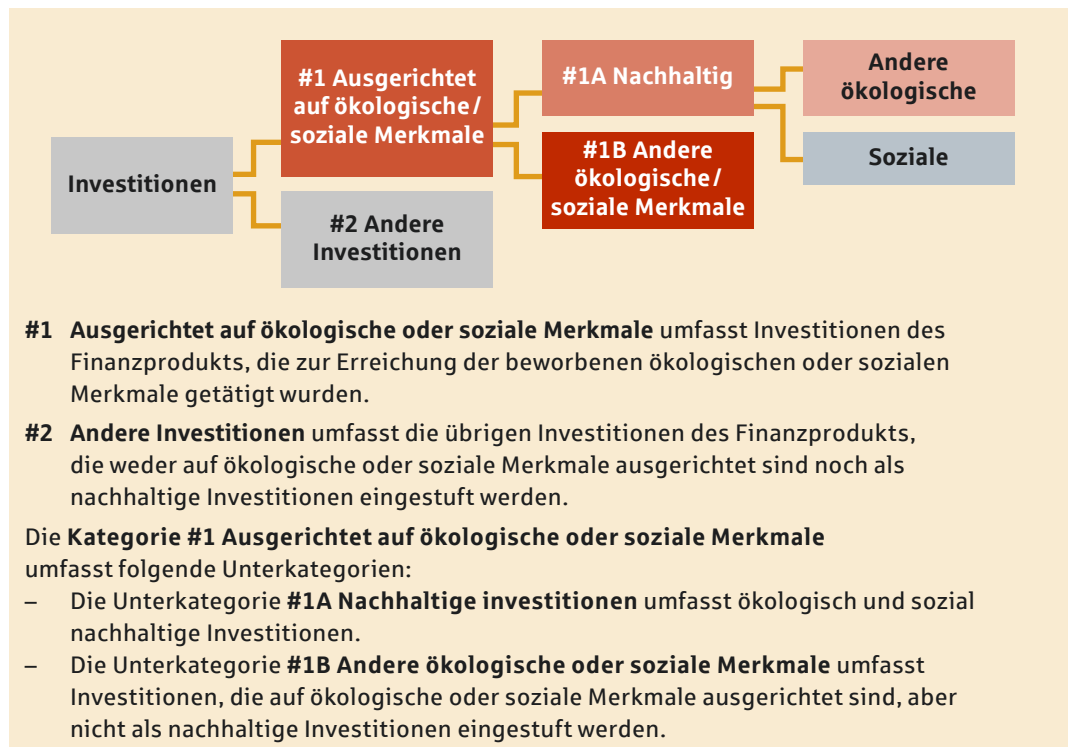 Investitionen
#1 Ausgerichtet
auf ökologische/
soziale Merkmale
#2 Andere
Investitionen
#1A Nachhaltig
#1B Andere
ökologische/
soziale Merkmale
Andere
ökologische
Soziale
#1 Ausgerichtet auf ökologische oder soziale Merkmale umfasst Investitionen des
Finanzprodukts, die zur Erreichung der beworbenen ökologischen oder sozialen
Merkmale getätigt wurden.
#2 Andere Investitionen umfasst die übrigen Investitionen des Finanzprodukts,
die weder auf ökologische oder soziale Merkmale ausgerichtet sind noch als
nachhaltige Investitionen eingestuft werden.
Die Kategorie #1 Ausgerichtet auf ökologische oder soziale Merkmale
umfasst folgende Unterkategorien:
– Die Unterkategorie #1A Nachhaltige investitionen umfasst ökologisch und sozial
nachhaltige Investitionen.
– Die Unterkategorie #1B Andere ökologische oder soziale Merkmale umfasst
Investitionen, die auf ökologische oder soziale Merkmale ausgerichtet sind, aber
nicht als nachhaltige Investitionen eingestuft werden.